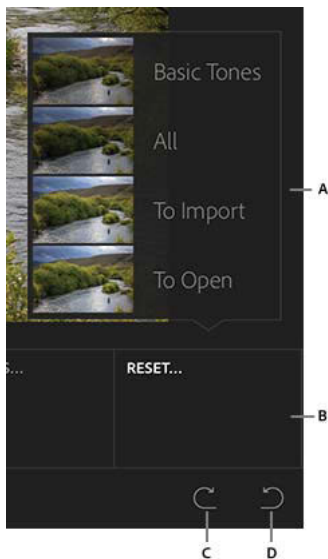 Basic Tones
All
To Import
To Open
A
S...
RESET...
B
C
D